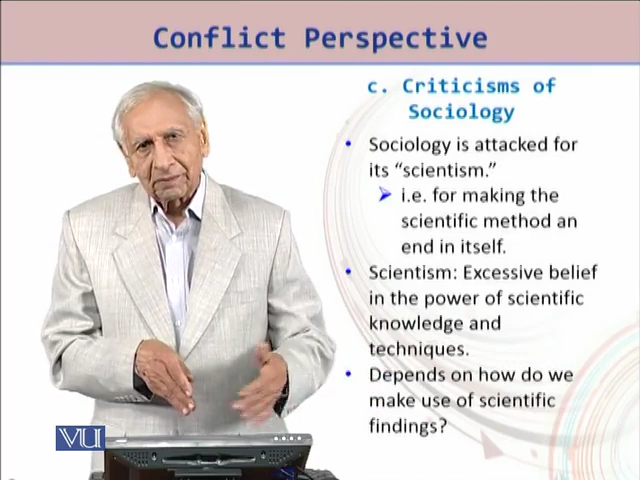 Conflict Perspective
c. Criticisms of
Sociology
• Sociology is attacked for
its “scientism.”
➤ i.e. for making the
scientific method an
end in itself.
• Scientism: Excessive belief
in the power of scientific
knowledge and
techniques.
• Depends on how do we
make use of scientific
findings?
VU